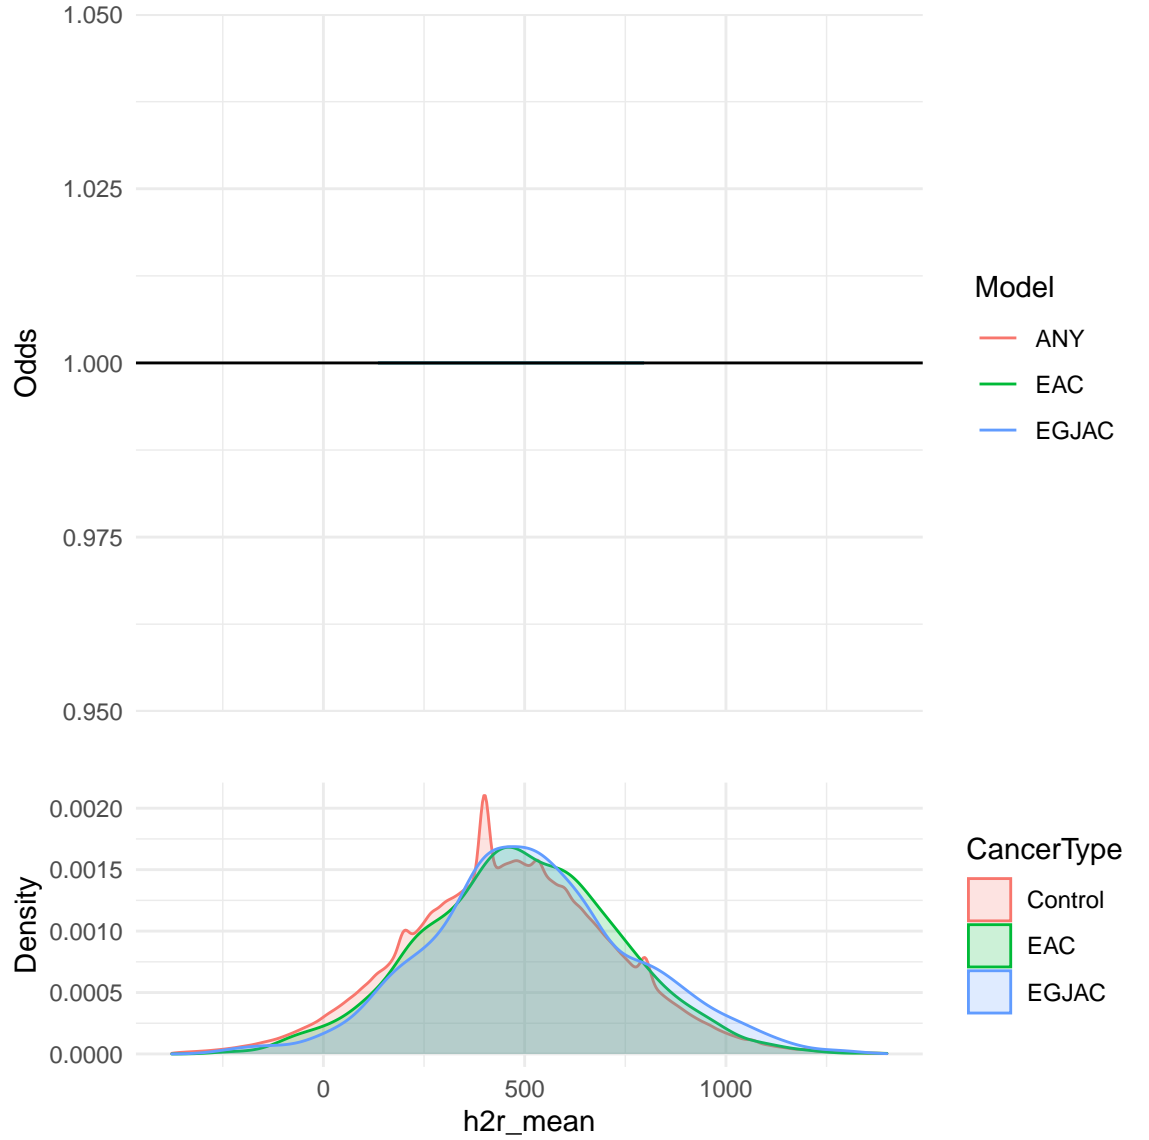 1.050
1.025
1.000
0.975
0.950
Odds
Model
ANY
EAC
EGJAC
0.0020
0.0015
0.0010
0.0005
0.0000
Density
0
500
1000
h2r_mean
CancerType
Control
EAC
EGJAC